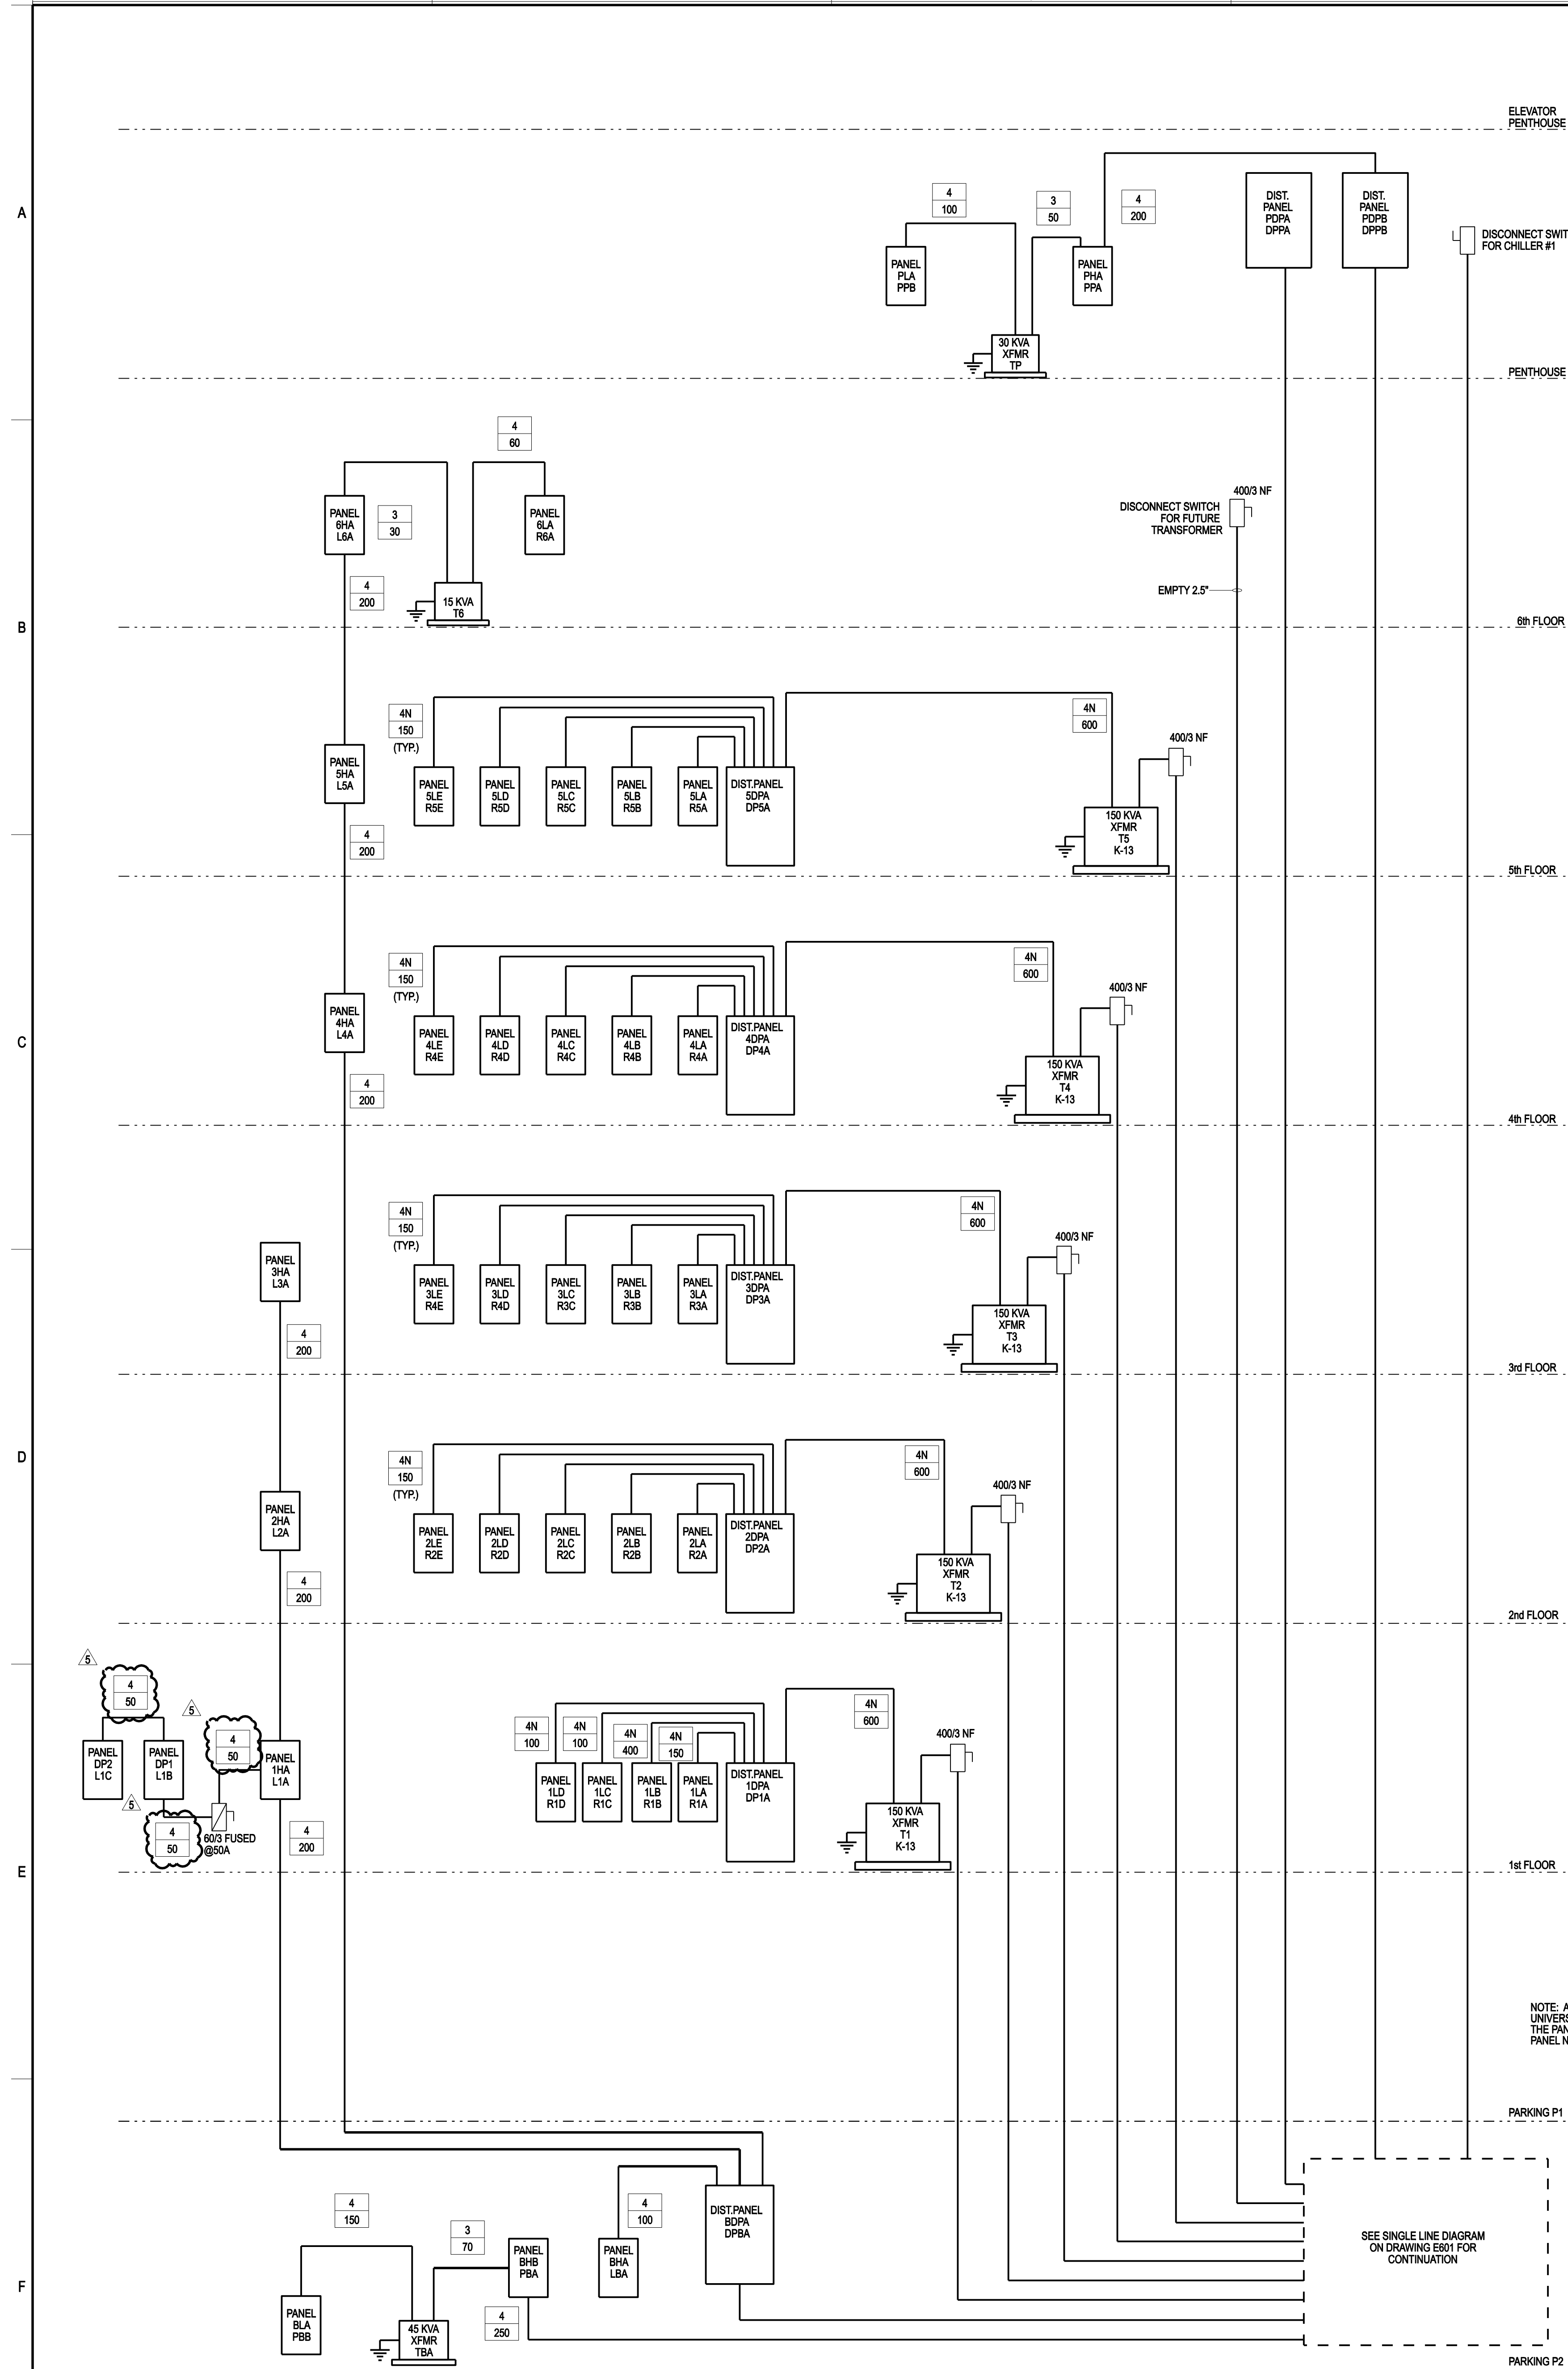 ELEVATOR
PENTHOUSE
A
4
100
3
50
4
200
DIST.
PANEL
PDPA
DPPA
DIST.
PANEL
PDPB
DPPB
DISCONNECT SWIT
FOR CHILLER #1
PANEL
PLA
PPB
PANEL
PHA
PPA
30 KVA
XFMR
TP
PENTHOUSE
4
60
PANEL
6HA
L6A
3
30
PANEL
6LA
R6A
400/3 NF
DISCONNECT SWITCH
FOR FUTURE
TRANSFORMER
4
200
15 KVA
T6
EMPTY 2.5"
B
6th FLOOR
4N
150
(TYP.)
4N
600
400/3 NF
PANEL
5HA
L5A
PANEL
5LE
R5E
PANEL
5LD
R5D
PANEL
5LC
R5C
PANEL
5LB
R5B
PANEL
5LA
R5A
DIST.PANEL
5DPA
DP5A
150 KVA
XFMR
T5
K-13
4
200
5th FLOOR
4N
150
(TYP.)
4N
600
400/3 NF
PANEL
4HA
L4A
C
PANEL
4LE
R4E
PANEL
4LD
R4D
PANEL
4LC
R4C
PANEL
4LB
R4B
PANEL
4LA
R4A
DIST.PANEL
4DPA
DP4A
150 KVA
XFMR
T4
K-13
4
200
4th FLOOR
4N
150
(TYP.)
4N
600
400/3 NF
PANEL
3HA
L3A
PANEL
3LE
R4E
PANEL
3LD
R4D
PANEL
3LC
R3C
PANEL
3LB
R3B
PANEL
3LA
R3A
DIST.PANEL
3DPA
DP3A
150 KVA
XFMR
T3
K-13
4
200
3rd FLOOR
D
4N
150
(TYP.)
4N
600
400/3 NF
PANEL
2HA
L2A
PANEL
2LE
R2E
PANEL
2LD
R2D
PANEL
2LC
R2C
PANEL
2LB
R2B
PANEL
2LA
R2A
DIST.PANEL
2DPA
DP2A
150 KVA
XFMR
T2
K-13
4
200
2nd FLOOR
5
4
50
5
4
50
4N
100
4N
100
4N
400
4N
150
4N
600
400/3 NF
PANEL
DP2
L1C
PANEL
DP1
L1B
PANEL
1HA
L1A
PANEL
1LD
R1D
PANEL
1LC
R1C
PANEL
1LB
R1B
PANEL
1LA
R1A
DIST.PANEL
1DPA
DP1A
150 KVA
XFMR
T1
K-13
5
4
50
60/3 FUSED
@50A
4
200
E
1st FLOOR
NOTE: A
UNIVERS
THE PAN
PANEL N
PARKING P1
4
150
3
70
4
100
DIST.PANEL
BDPA
DPBA
PANEL
BHB
PBA
PANEL
BHA
LBA
SEE SINGLE LINE DIAGRAM
ON DRAWING E601 FOR
CONTINUATION
F
PANEL
BLA
PBB
45 KVA
XFMR
TBA
4
250
PARKING P2